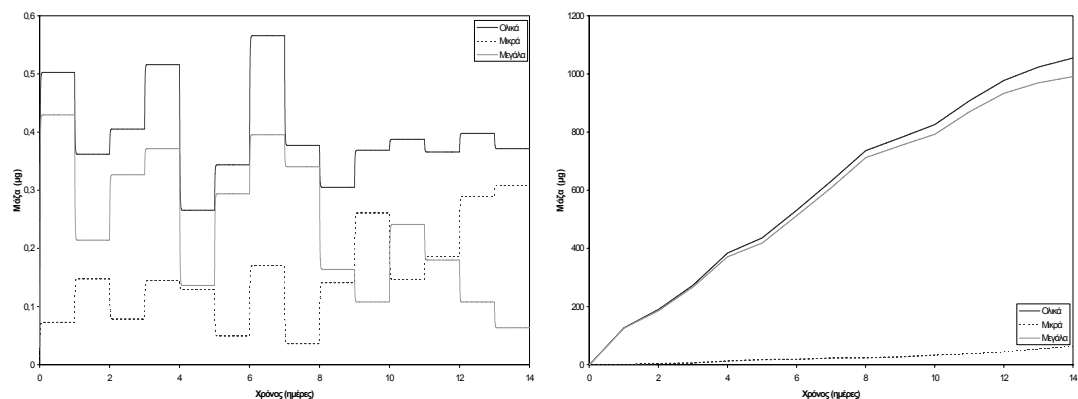 0,6
0,5
0,4
0,3
0,2
0,1
0
0 2 4 6 8 10 12 14
Μάζα (μg)
Χρόνος (ημέρες)
Ολικά
Μικρά
Μεγάλα
1200
1000
800
600
400
200
0
0 2 4 6 8 10 12 14
Μάζα (μg)
Χρόνος (ημέρες)
Ολικά
Μικρά
Μεγάλα